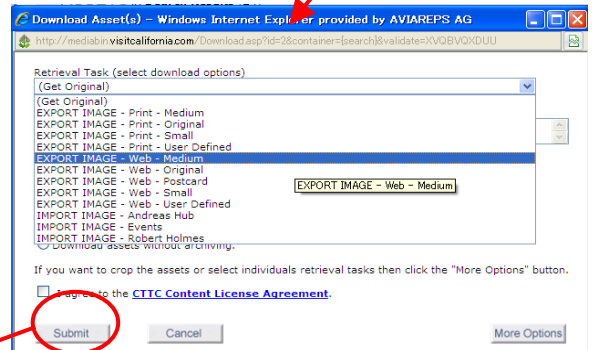 Download Asset(s) - Windows Internet Explorer provided by AVIAREPS AG
http://mediabin.visitcalifornia.com/Download.asp?id=2&container={search}&validate=XVQBVQXDUU
Retrieval Task (select download options)
(Get Original)
(Get Original)
EXPORT IMAGE - Print - Medium
EXPORT IMAGE - Print - Original
EXPORT IMAGE - Print - Small
EXPORT IMAGE - Print - User Defined
EXPORT IMAGE - Web - Medium
EXPORT IMAGE - Web - Original
EXPORT IMAGE - Web - Postcard
EXPORT IMAGE - Web - Medium
EXPORT IMAGE - Web - Small
EXPORT IMAGE - Web - User Defined
IMPORT IMAGE - Andreas Hub
IMPORT IMAGE - Events
IMPORT IMAGE - Robert Holmes
Download assets without archiving.
If you want to crop the assets or select individuals retrieval tasks then click the "More Options" button.
I agree to the CTTC Content License Agreement.
Submit Cancel More Options